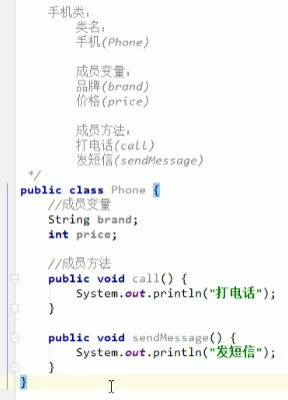 手机类：
类名：
手机(Phone)
成员变量：
品牌(brand)
价格(price)
成员方法：
打电话(call)
发短信(sendMessage)
*/
public class Phone {
//成员变量
String brand;
int price;
//成员方法
public void call() {
System.out.println("打电话");
}
public void sendMessage() {
System.out.println("发短信");
}
}